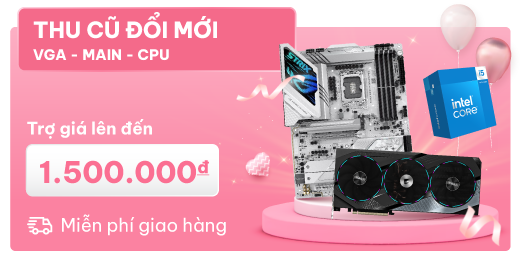 THU CŨ ĐỔI MỚI
VGA - MAIN - CPU
Trợ giá lên đến
1.500.000đ
Miễn phí giao hàng
STRIX
intel
CORE
i5